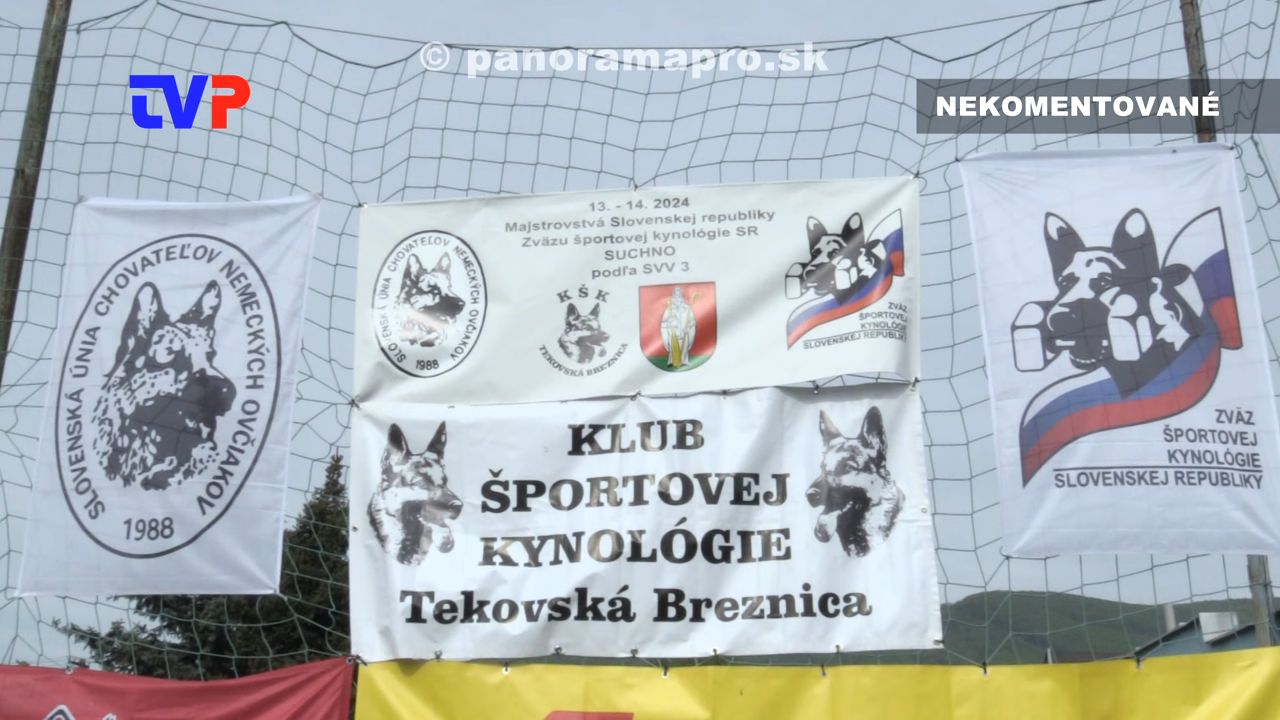 © panoramapro.sk
TVP
NEKOMENTOVANÉ
SLOVENSKÁ ÚNIA CHOVATEĽOV NEMECKÝCH OVČIAKOV
1988
13. - 14. 2024
Majstrovstvá Slovenskej republiky
Zväzu športovej kynológie SR
SUCHNO
podľa SVV 3
SLOVENSKÁ ÚNIA CHOVATEĽOV NEMECKÝCH OVČIAKOV
1988
KŠK
TEKOVSKÁ BREZNICA
ZVÄZ
ŠPORTOVEJ
KYNOLÓGIE
SLOVENSKEJ REPUBLIKY
KLUB
ŠPORTOVEJ
KYNOLÓGIE
Tekovská Breznica
ZVÄZ
ŠPORTOVEJ
KYNOLÓGIE
SLOVENSKEJ REPUBLIKY